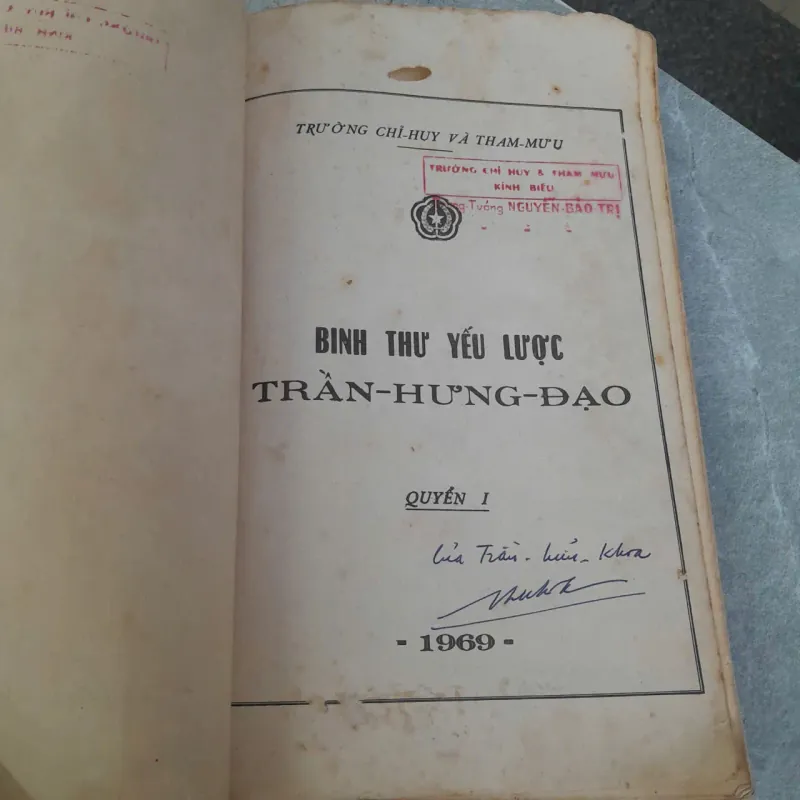 TRƯỜNG CHỈ-HUY VÀ THAM-MƯU
TRƯỜNG CHỈ HUY & THAM MƯU
KÍNH BIẾU
Tướng NGUYỄN-BẢO TRỊ
BINH THƯ YẾU LƯỢC
TRẦN-HƯNG-ĐẠO
QUYỂN I
của Trần - hữu - Khoa
- 1969 -